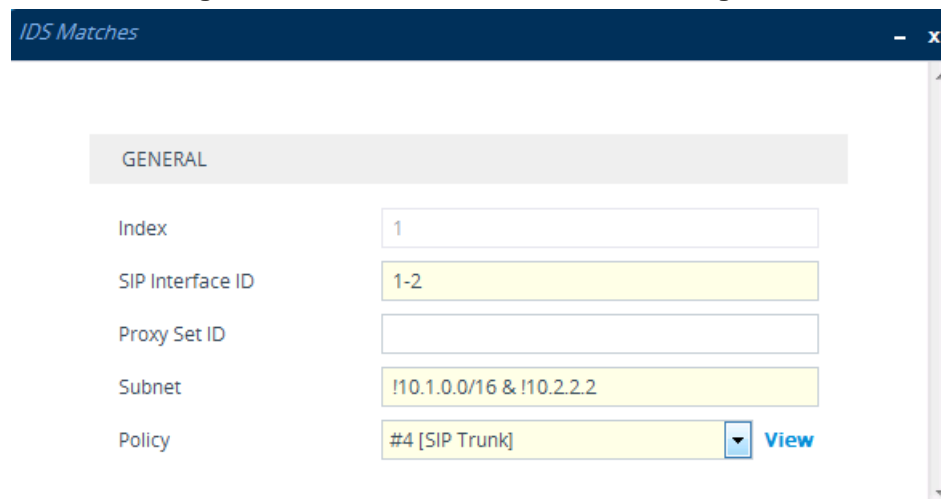 IDS Matches – x
GENERAL
Index 1
SIP Interface ID 1-2
Proxy Set ID
Subnet !10.1.0.0/16 & !10.2.2.2
Policy #4 [SIP Trunk] View